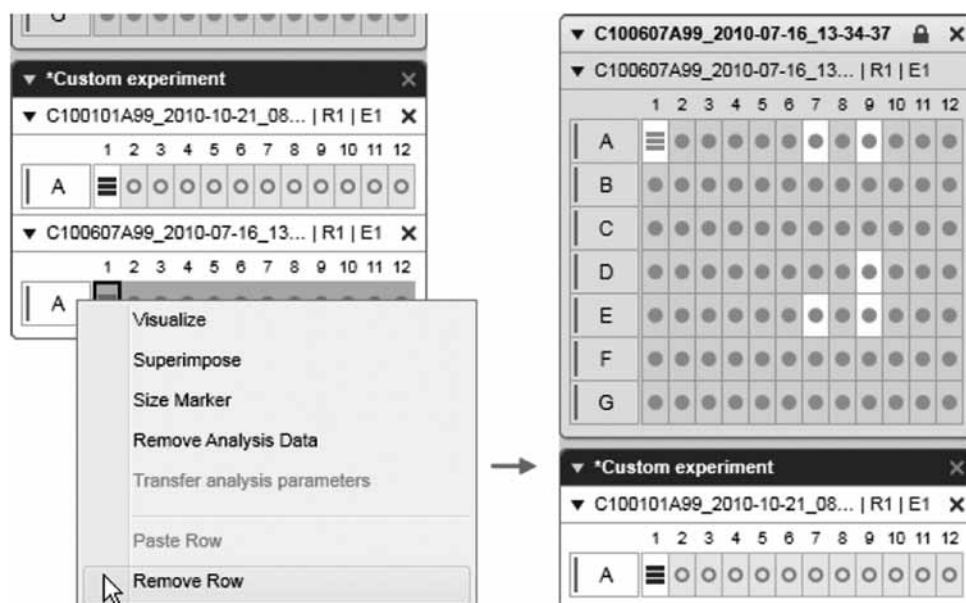 G
*Custom experiment
C100101A99_2010-10-21_08... | R1 | E1
1 2 3 4 5 6 7 8 9 10 11 12
A
C100607A99_2010-07-16_13... | R1 | E1
1 2 3 4 5 6 7 8 9 10 11 12
A
Visualize
Superimpose
Size Marker
Remove Analysis Data
Transfer analysis parameters
Paste Row
Remove Row
C100607A99_2010-07-16_13-34-37
C100607A99_2010-07-16_13... | R1 | E1
1 2 3 4 5 6 7 8 9 10 11 12
A
B
C
D
E
F
G
*Custom experiment
C100101A99_2010-10-21_08... | R1 | E1
1 2 3 4 5 6 7 8 9 10 11 12
A